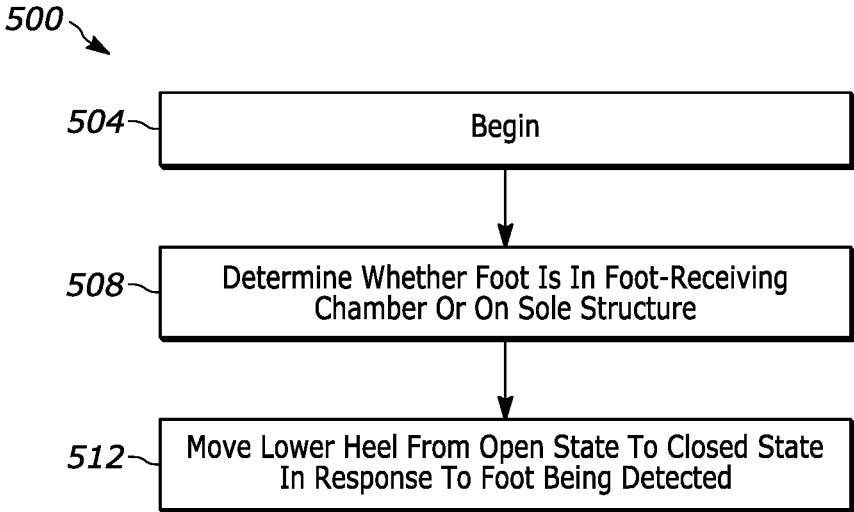 500
504
Begin
508
Determine Whether Foot Is In Foot-Receiving
Chamber Or On Sole Structure
512
Move Lower Heel From Open State To Closed State
In Response To Foot Being Detected